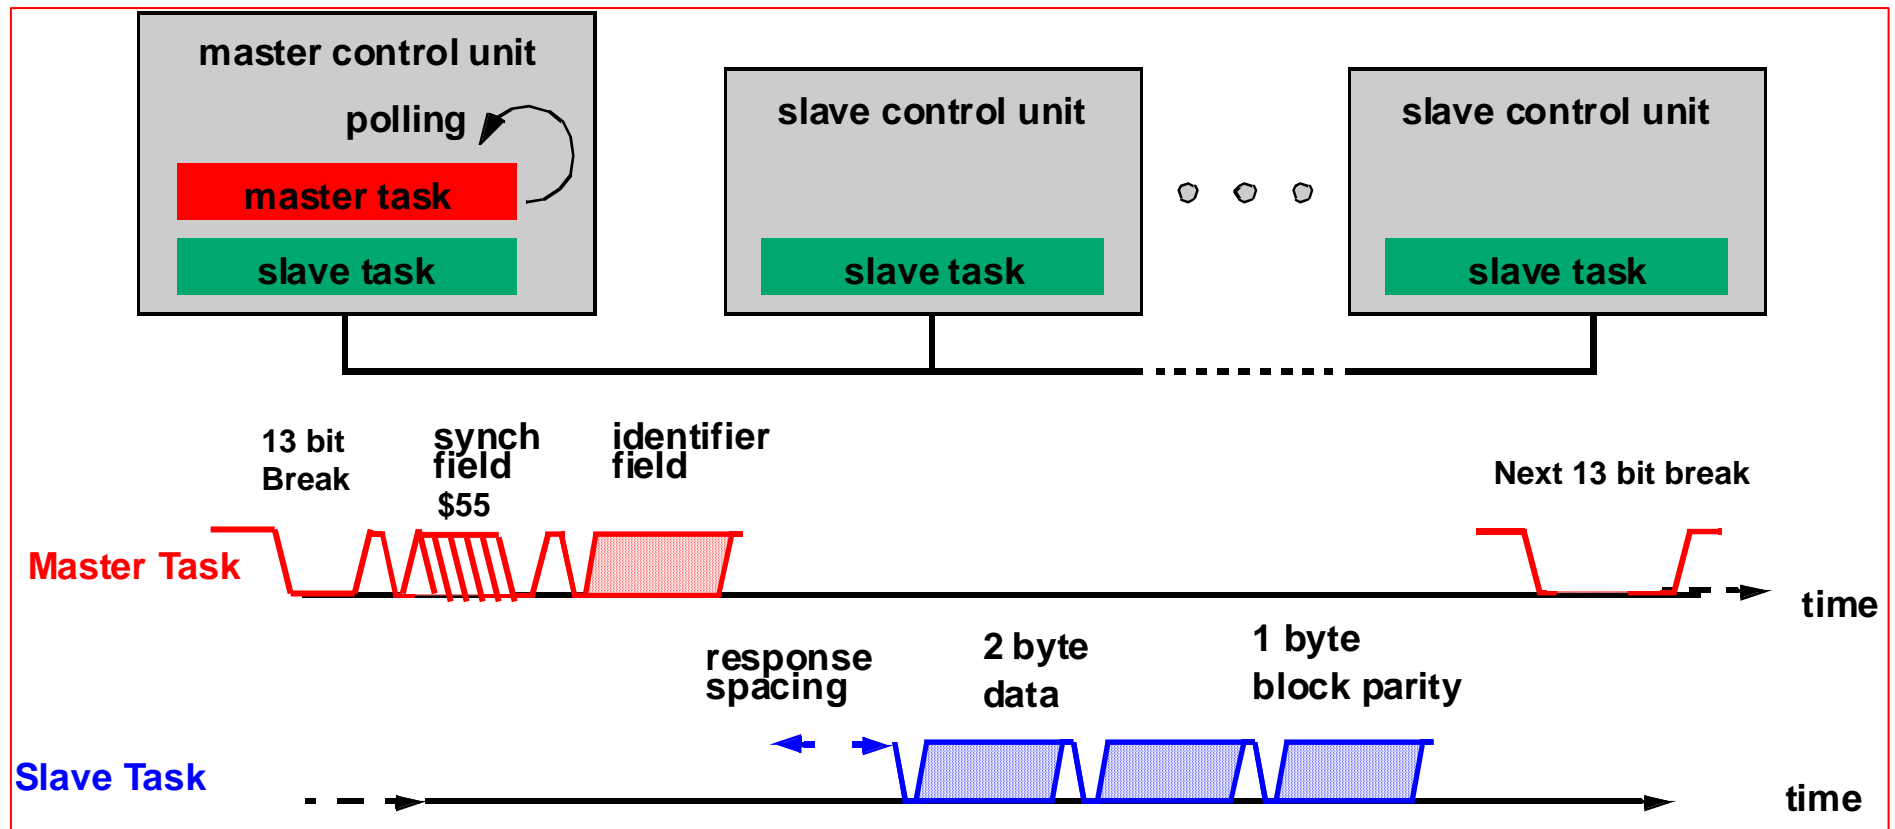 master control unit
polling
master task
slave task
slave control unit
slave task
slave control unit
slave task
13 bit
Break
synch
field
$55
identifier
field
Next 13 bit break
Master Task
time
response
spacing
2 byte
data
1 byte
block parity
Slave Task
time